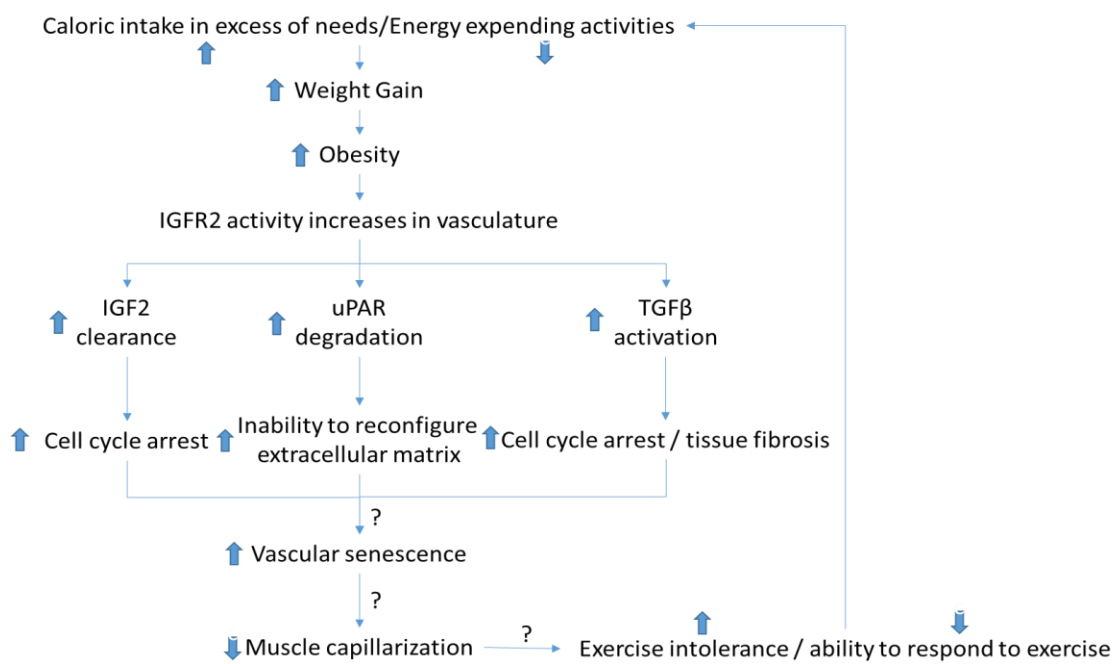 Caloric intake in excess of needs/Energy expending activities
Weight Gain
Obesity
IGFR2 activity increases in vasculature
IGF2
clearance
uPAR
degradation
TGFβ
activation
Cell cycle arrest
Inability to reconfigure
extracellular matrix
Cell cycle arrest / tissue fibrosis
?
Vascular senescence
?
Muscle capillarization
?
Exercise intolerance / ability to respond to exercise